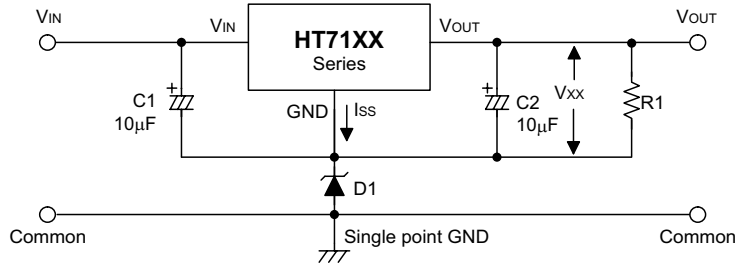 VIN
VIN
HT71XX
Series
VOUT
VOUT
C1
10μF
GND
ISS
C2
10μF
VXX
R1
D1
Common
Single point GND
Common